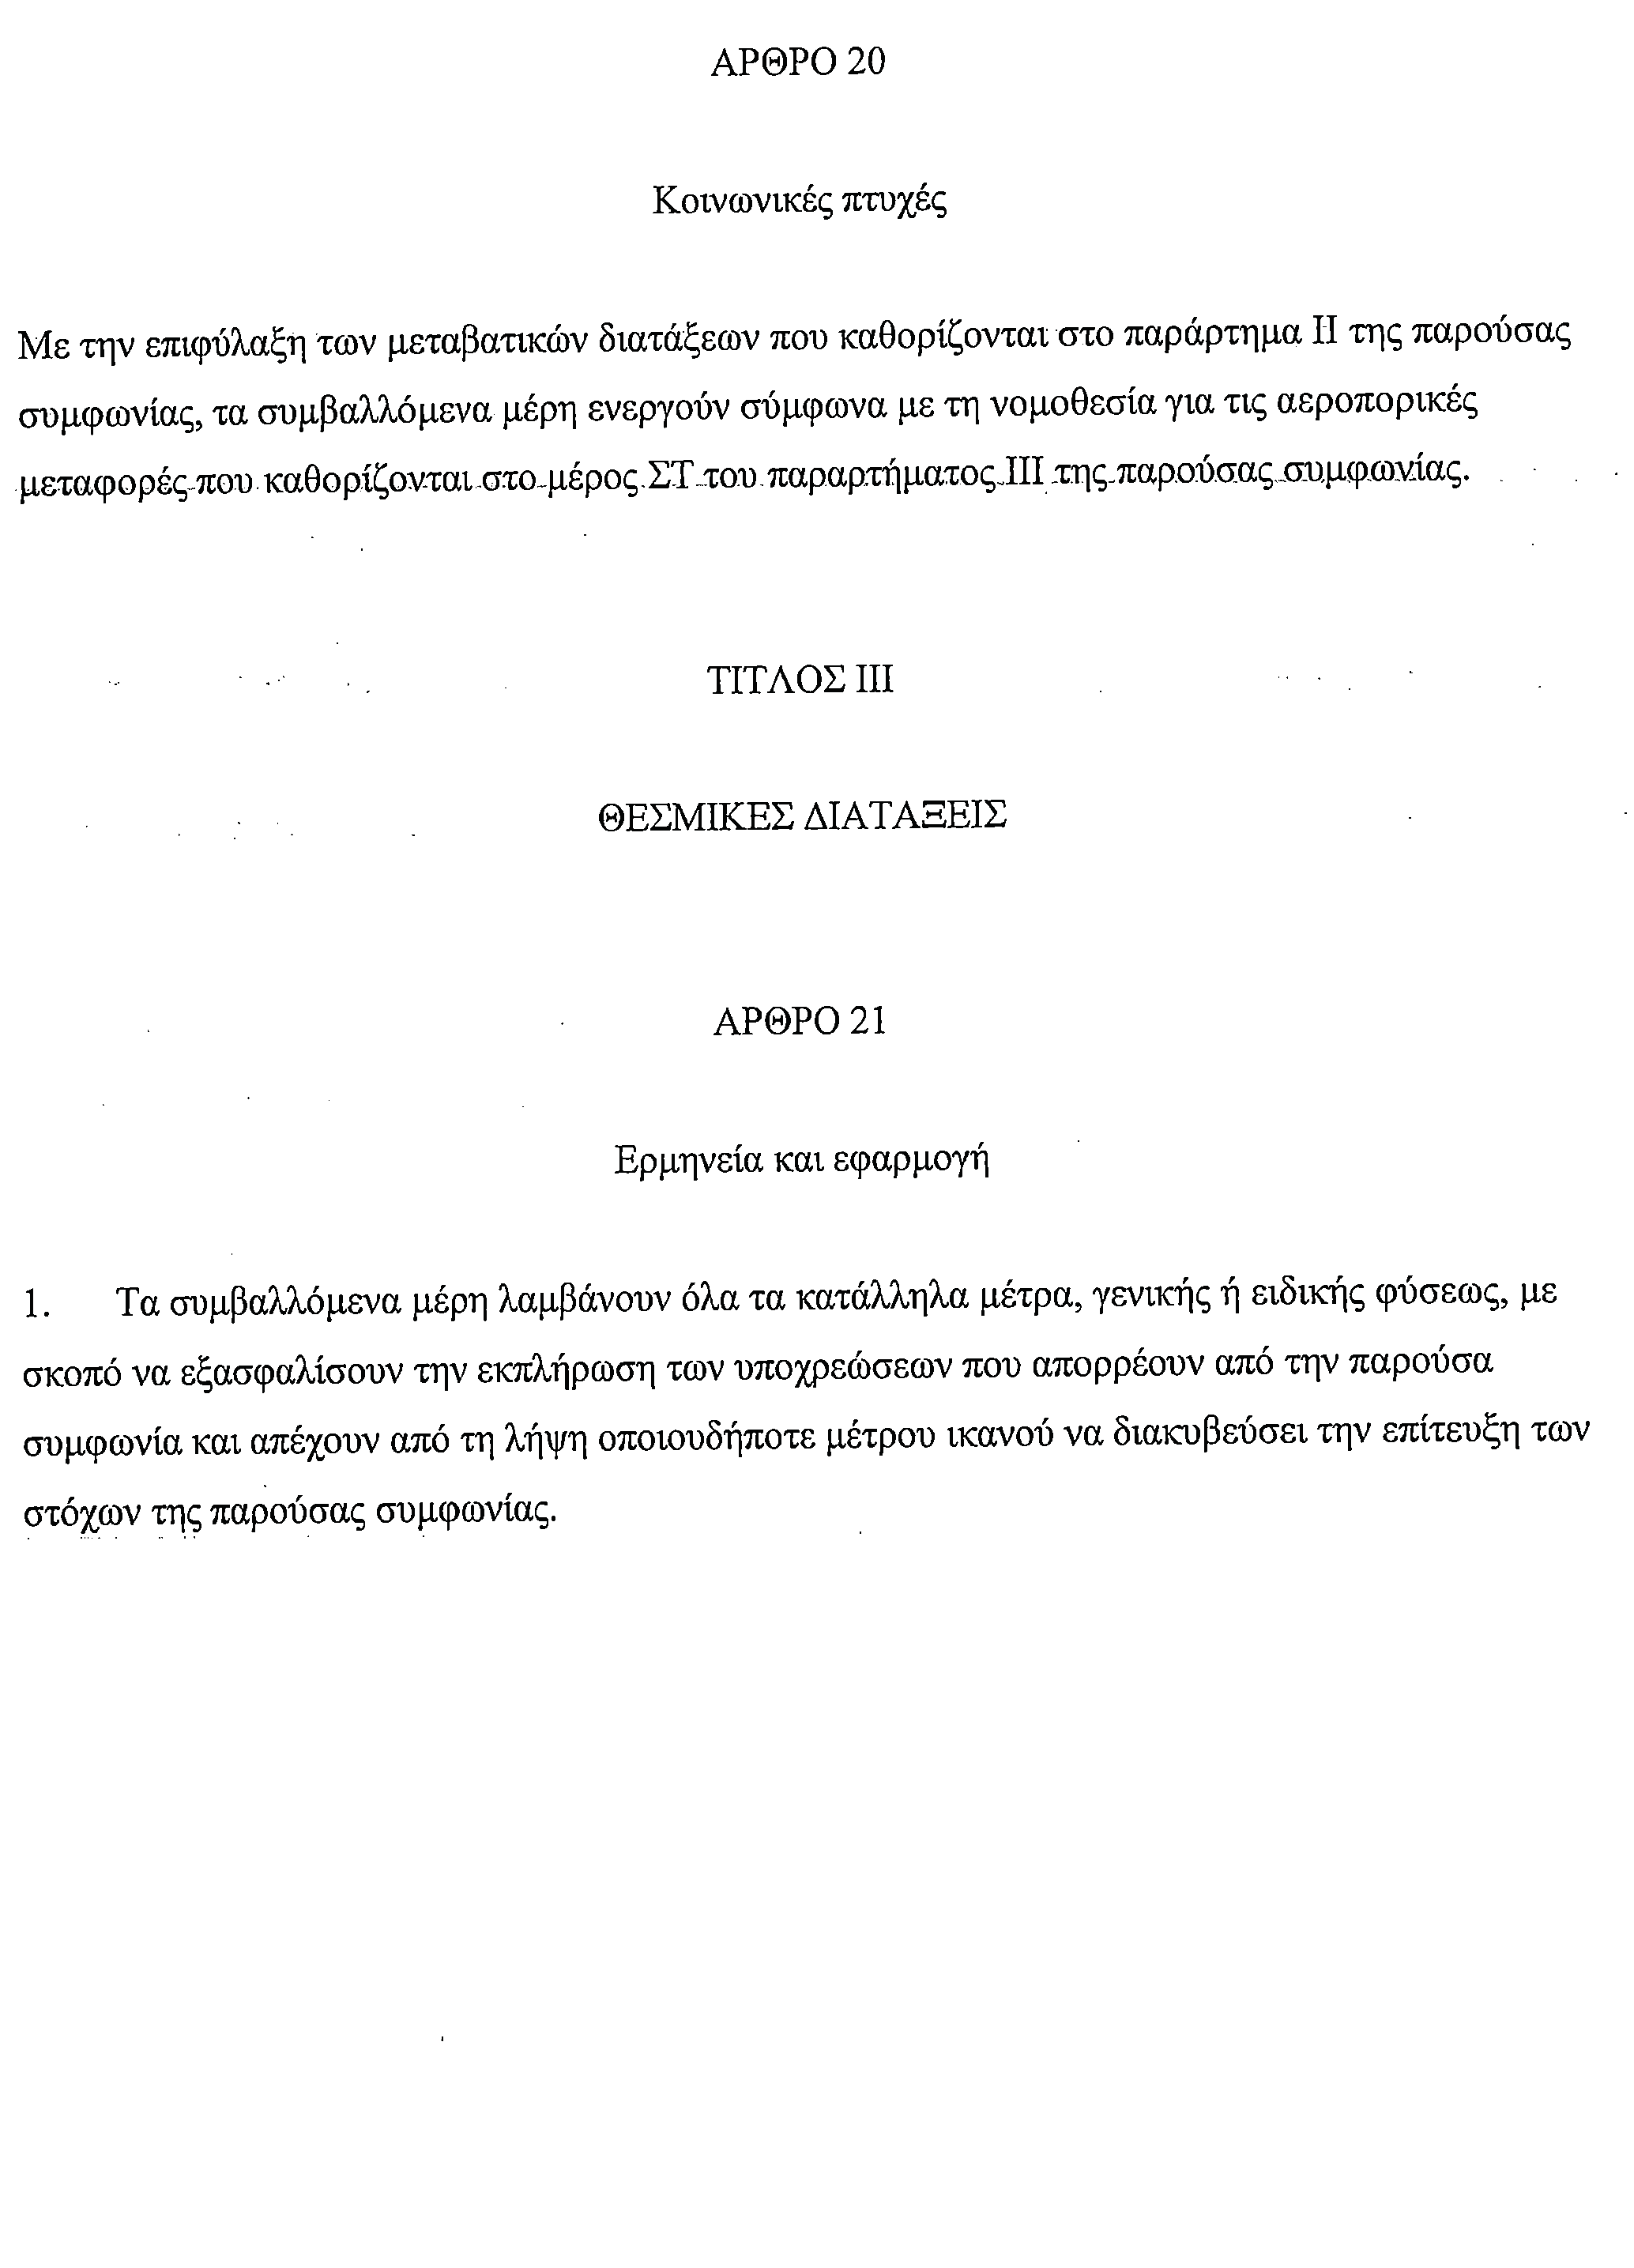 ΑΡΘΡΟ 20
Κοινωνικές πτυχές
Με την επιφύλαξη των μεταβατικών διατάξεων που καθορίζονται στο παράρτημα ΙΙ της παρούσας
συμφωνίας, τα συμβαλλόμενα μέρη ενεργούν σύμφωνα με τη νομοθεσία για τις αεροπορικές
μεταφορές που καθορίζονται στο μέρος ΣΤ του παραρτήματος ΙΙΙ της παρούσας συμφωνίας.
ΤΙΤΛΟΣ ΙΙΙ
ΘΕΣΜΙΚΕΣ ΔΙΑΤΑΞΕΙΣ
ΑΡΘΡΟ 21
Ερμηνεία και εφαρμογή
1. Τα συμβαλλόμενα μέρη λαμβάνουν όλα τα κατάλληλα μέτρα, γενικής ή ειδικής φύσεως, με
σκοπό να εξασφαλίσουν την εκπλήρωση των υποχρεώσεων που απορρέουν από την παρούσα
συμφωνία και απέχουν από τη λήψη οποιουδήποτε μέτρου ικανού να διακυβεύσει την επίτευξη των
στόχων της παρούσας συμφωνίας.